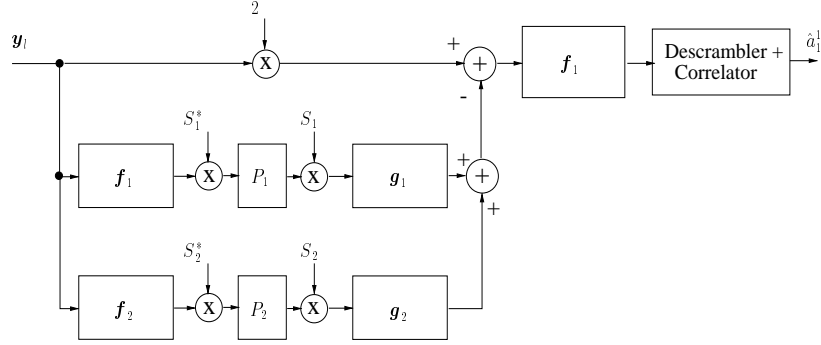 2
y_l
X
+
+
-
f_1
Descrambler +
Correlator
â_1^1
S_1^*
S_1
f_1
X
P_1
X
g_1
+
+
+
S_2^*
S_2
f_2
X
P_2
X
g_2